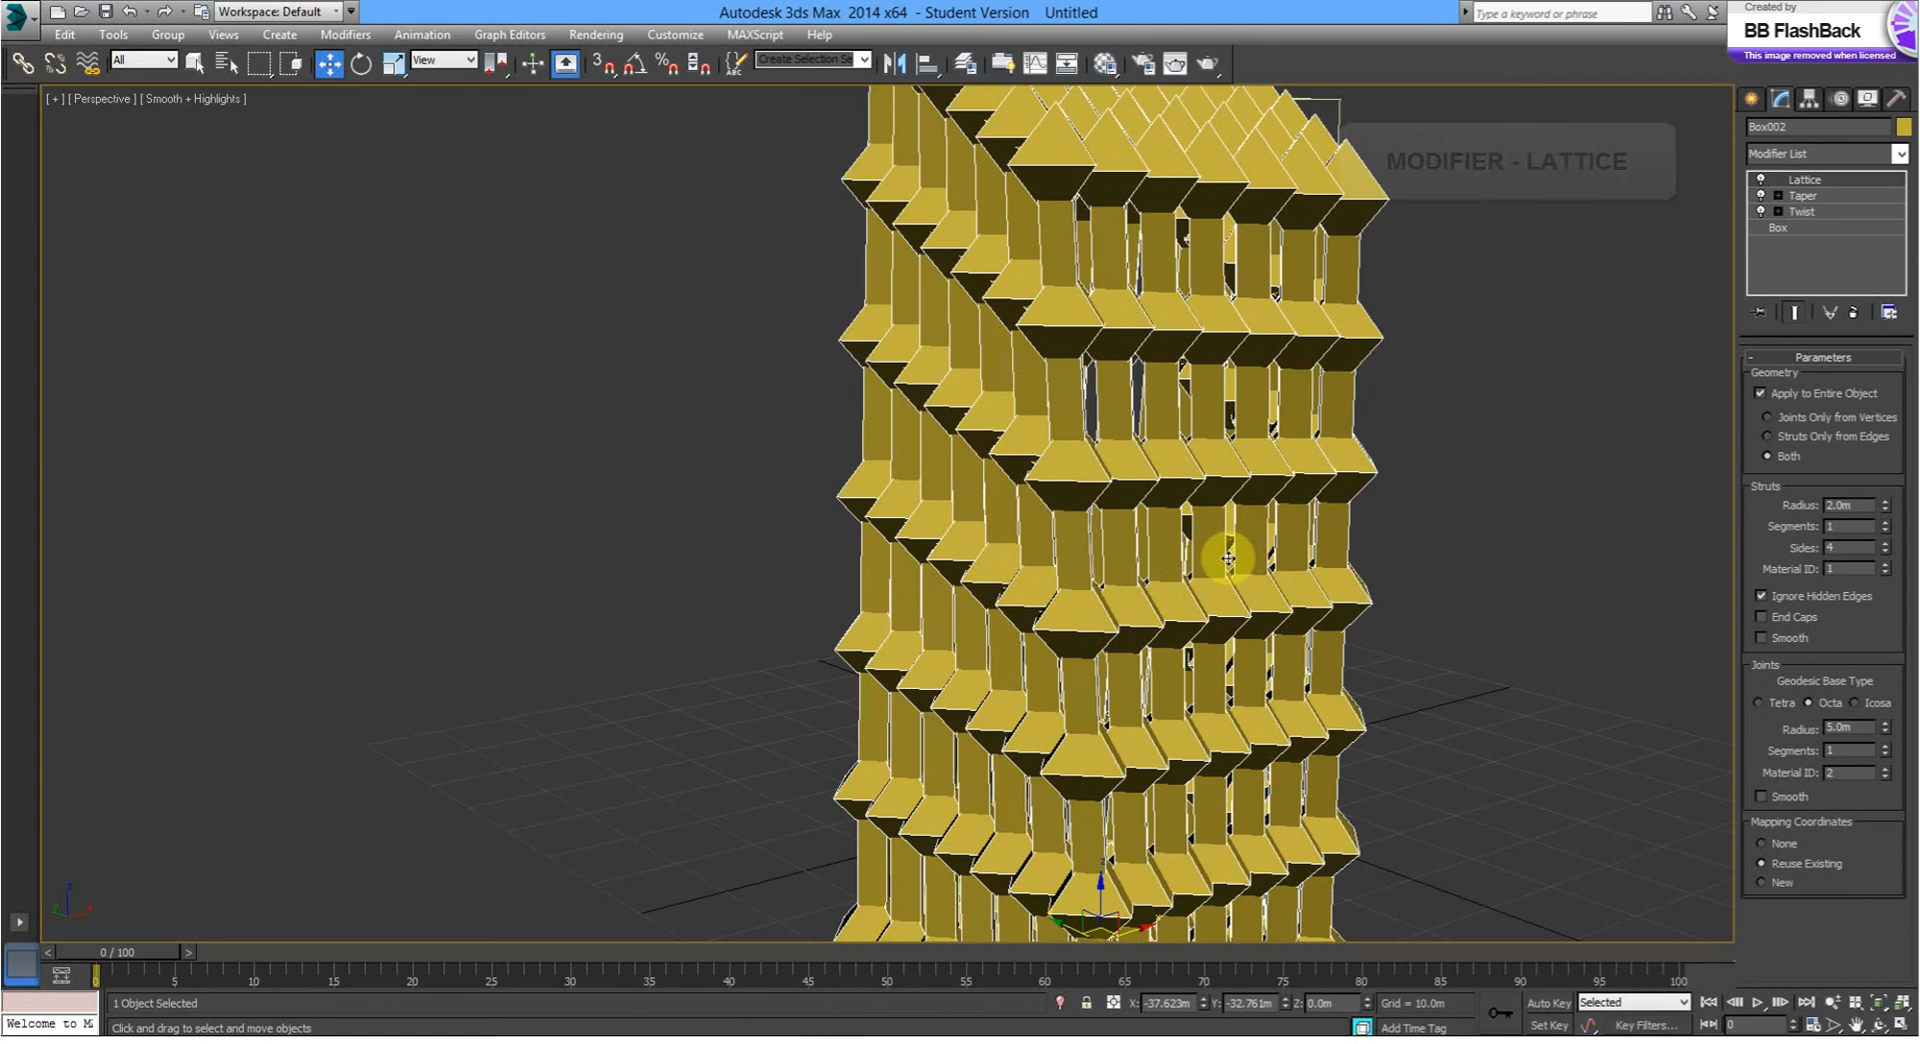 Workspace: Default
Autodesk 3ds Max 2014 x64 - Student Version Untitled
Type a keyword or phrase
Created by
BB FlashBack
This image removed when licensed
Edit Tools Group Views Create Modifiers Animation Graph Editors Rendering Customize MAXScript Help
All
View
3
Create Selection Se
ABC
[ + ] [ Perspective ] [ Smooth + Highlights ]
MODIFIER - LATTICE
Box002
Modifier List
Lattice
Taper
Twist
Box
Parameters
Geometry
Apply to Entire Object
Joints Only from Vertices
Struts Only from Edges
Both
Struts
Radius: 2.0m
Segments: 1
Sides: 4
Material ID: 1
Ignore Hidden Edges
End Caps
Smooth
Joints
Geodesic Base Type
Tetra Octa Icosa
Radius: 5.0m
Segments: 1
Material ID: 2
Smooth
Mapping Coordinates
None
Reuse Existing
New
z
x
y
z
< 0 / 100 >
0 5 10 15 20 25 30 35 40 45 50 55 60 65 70 75 80 85 90 95 100
1 Object Selected
X: -37.623m Y: -32.761m Z: 0.0m Grid = 10.0m
Auto Key Selected
Welcome to M
Click and drag to select and move objects
Add Time Tag
Set Key Key Filters... 0